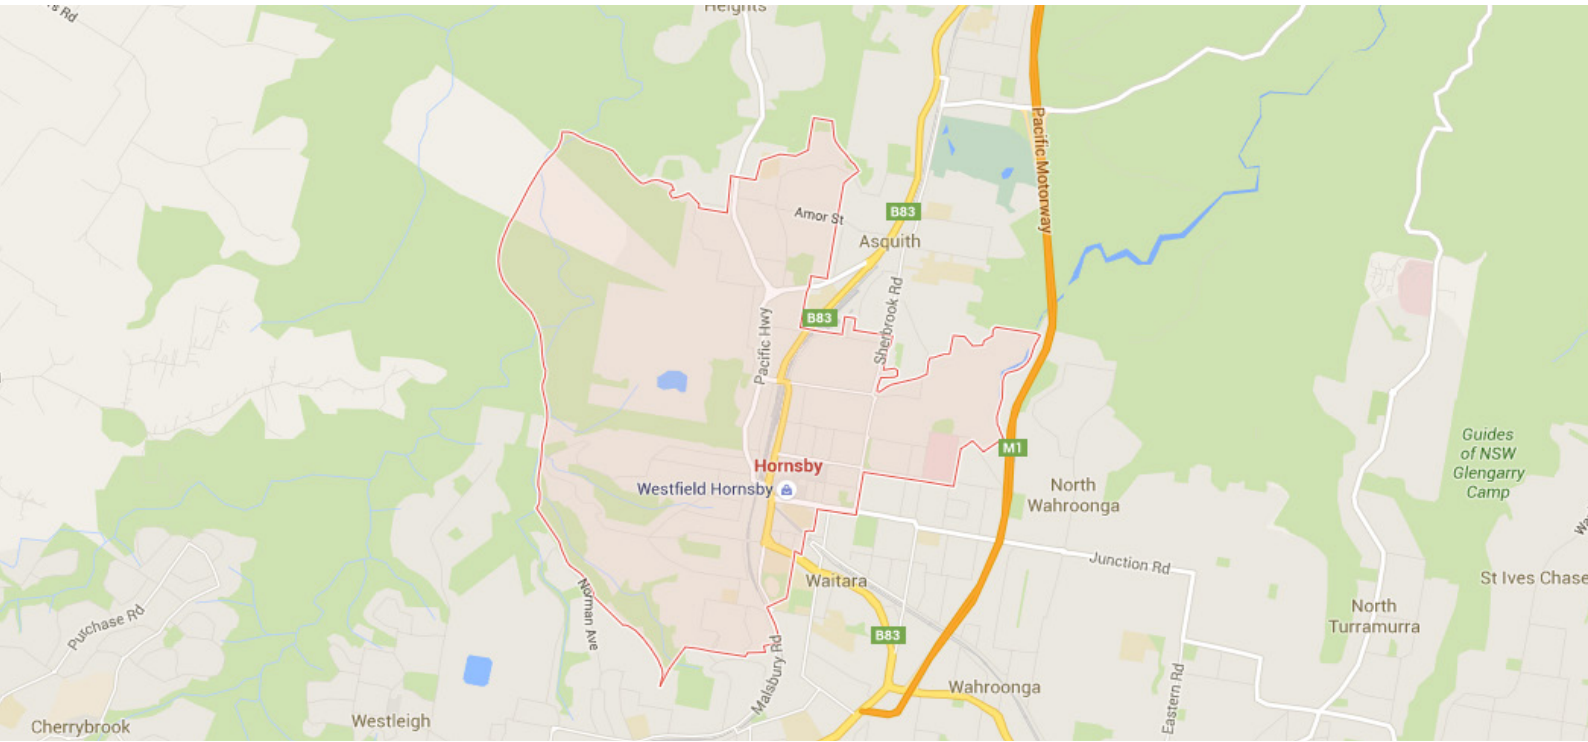 s Rd
Heights
Pacific Motorway
Amor St
B83
Asquith
Sherbrook Rd
B83
Pacific Hwy
M1
Guides
of NSW
Glengarry
Camp
Hornsby
Westfield Hornsby
North
Wahroonga
Junction Rd
Waitara
St Ives Chase
Norman Ave
Purchase Rd
North
Turramurra
B83
Malsbury Rd
Wahroonga
Eastern Rd
Westleigh
Cherrybrook